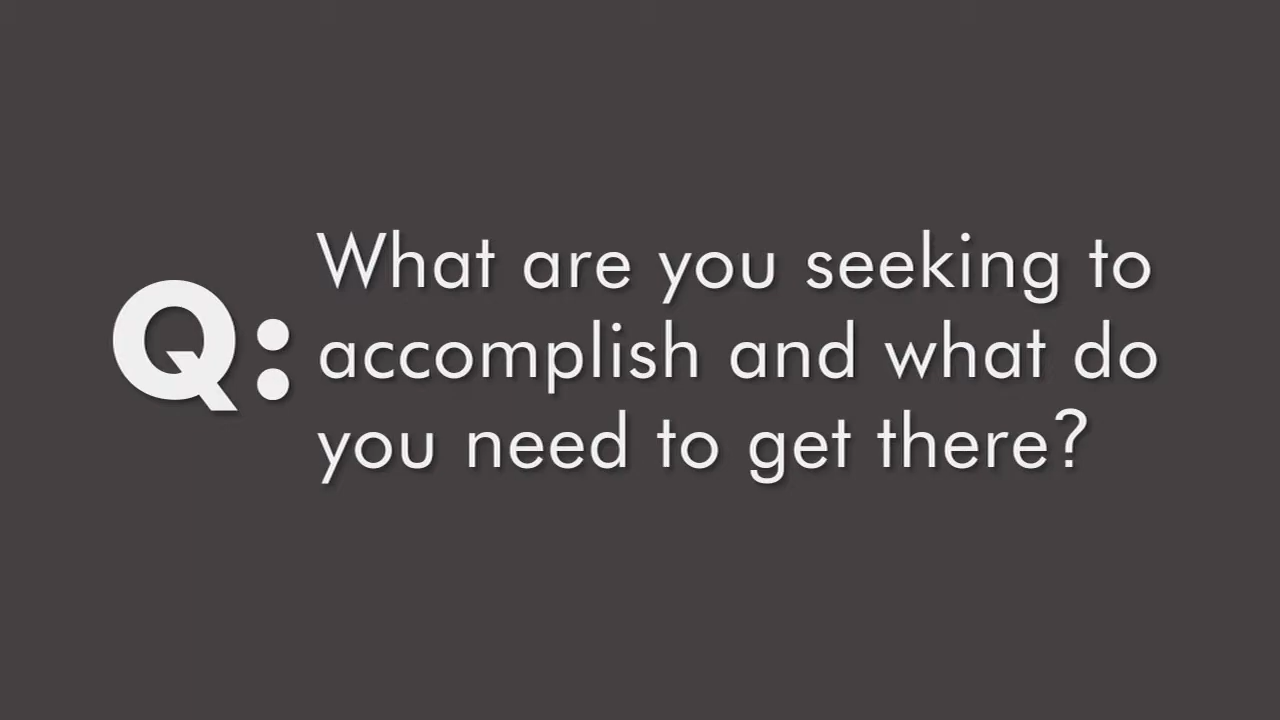 Q: What are you seeking to
accomplish and what do
you need to get there?